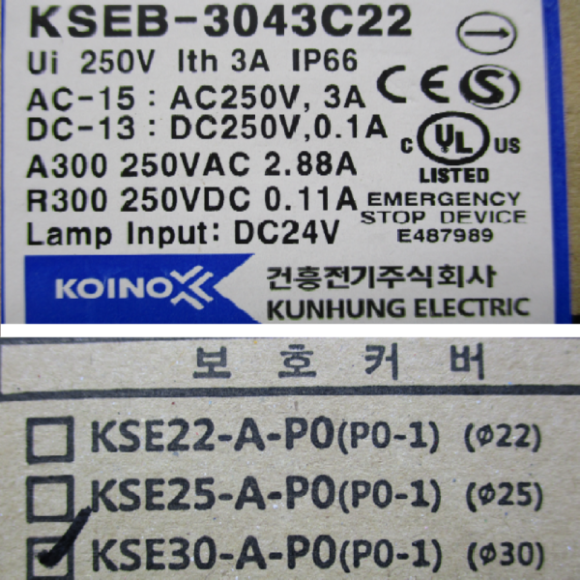 KSEB-3043C22
Ui 250V Ith 3A IP66
AC-15 : AC250V, 3A
DC-13 : DC250V,0.1A
A300 250VAC 2.88A
R300 250VDC 0.11A
Lamp Input: DC24V
CE S
C UL US
LISTED
EMERGENCY
STOP DEVICE
E487989
KOINO
건흥전기주식회사
KUNHUNG ELECTRIC
보 호 커 버
KSE22-A-P0(P0-1) (ϕ22)
KSE25-A-P0(P0-1) (ϕ25)
KSE30-A-P0(P0-1) (ϕ30)